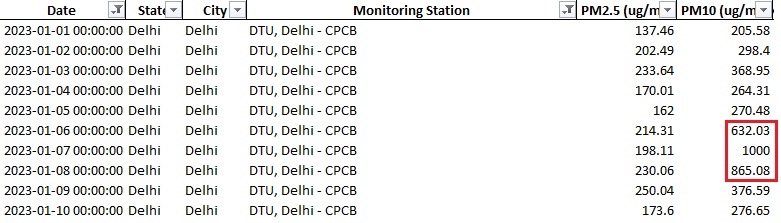 Date State City Monitoring Station PM2.5 (ug/m PM10 (ug/m
2023-01-01 00:00:00 Delhi Delhi DTU, Delhi - CPCB 137.46 205.58
2023-01-02 00:00:00 Delhi Delhi DTU, Delhi - CPCB 202.49 298.4
2023-01-03 00:00:00 Delhi Delhi DTU, Delhi - CPCB 233.64 368.95
2023-01-04 00:00:00 Delhi Delhi DTU, Delhi - CPCB 170.01 264.31
2023-01-05 00:00:00 Delhi Delhi DTU, Delhi - CPCB 162 270.48
2023-01-06 00:00:00 Delhi Delhi DTU, Delhi - CPCB 214.31 632.03
2023-01-07 00:00:00 Delhi Delhi DTU, Delhi - CPCB 198.11 1000
2023-01-08 00:00:00 Delhi Delhi DTU, Delhi - CPCB 230.06 865.08
2023-01-09 00:00:00 Delhi Delhi DTU, Delhi - CPCB 250.04 376.59
2023-01-10 00:00:00 Delhi Delhi DTU, Delhi - CPCB 173.6 276.65